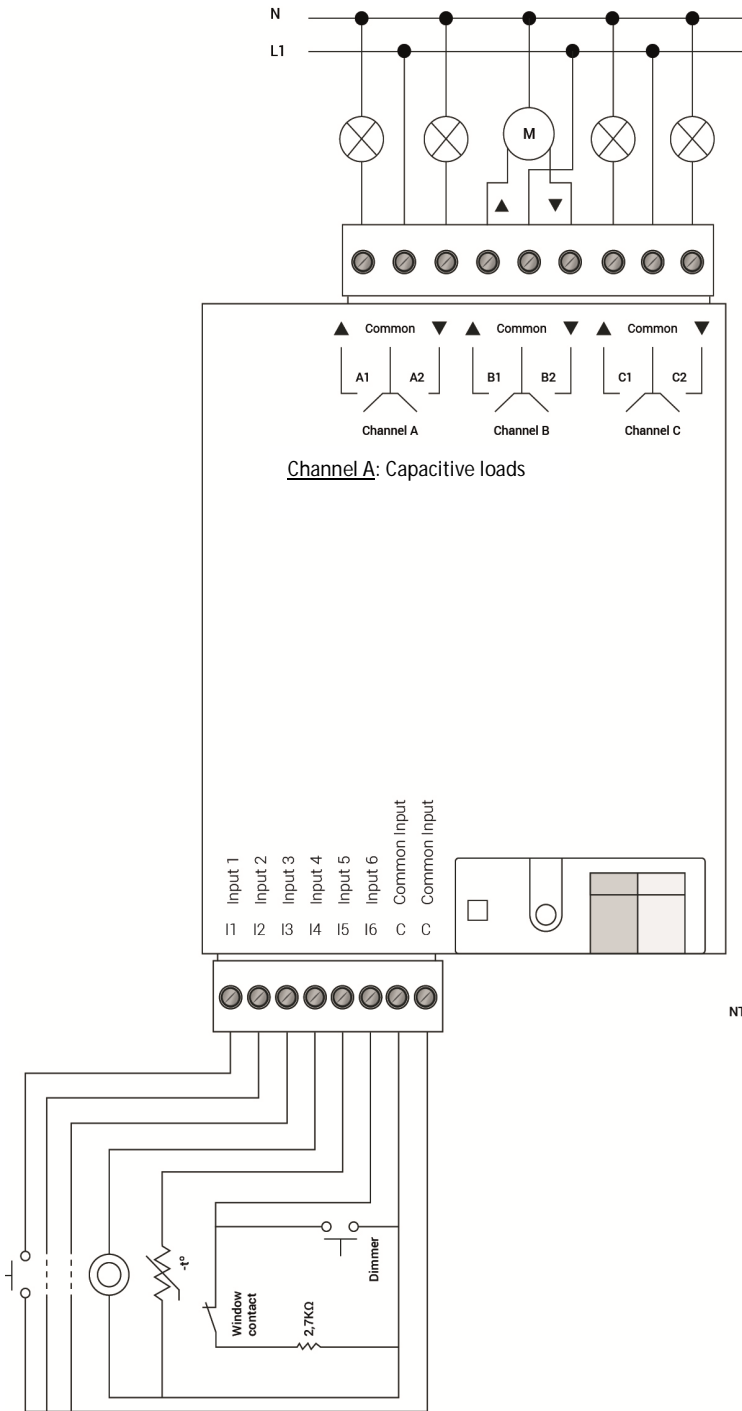 N
L1
M
▲ ▼
▲ Common ▼ ▲ Common ▼ ▲ Common ▼
A1 A2 B1 B2 C1 C2
Channel A Channel B Channel C
Channel A: Capacitive loads
Input 1 Input 2 Input 3 Input 4 Input 5 Input 6 Common Input Common Input
I1 I2 I3 I4 I5 I6 C C
NT
-tº
Window
contact
2,7KΩ
Dimmer